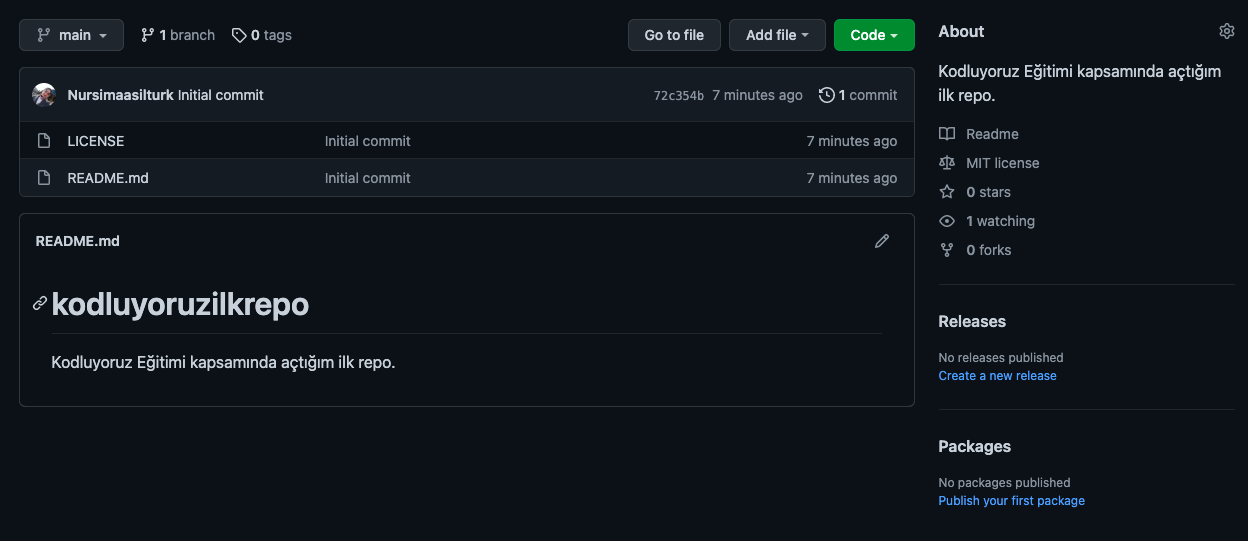 main 1 branch 0 tags Go to file Add file Code
Nursimaasilturk Initial commit 72c354b 7 minutes ago 1 commit
LICENSE Initial commit 7 minutes ago
README.md Initial commit 7 minutes ago
README.md
kodluyoruzilkrepo
Kodluyoruz Eğitimi kapsamında açtığım ilk repo.
About
Kodluyoruz Eğitimi kapsamında açtığım
ilk repo.
Readme
MIT license
0 stars
1 watching
0 forks
Releases
No releases published
Create a new release
Packages
No packages published
Publish your first package